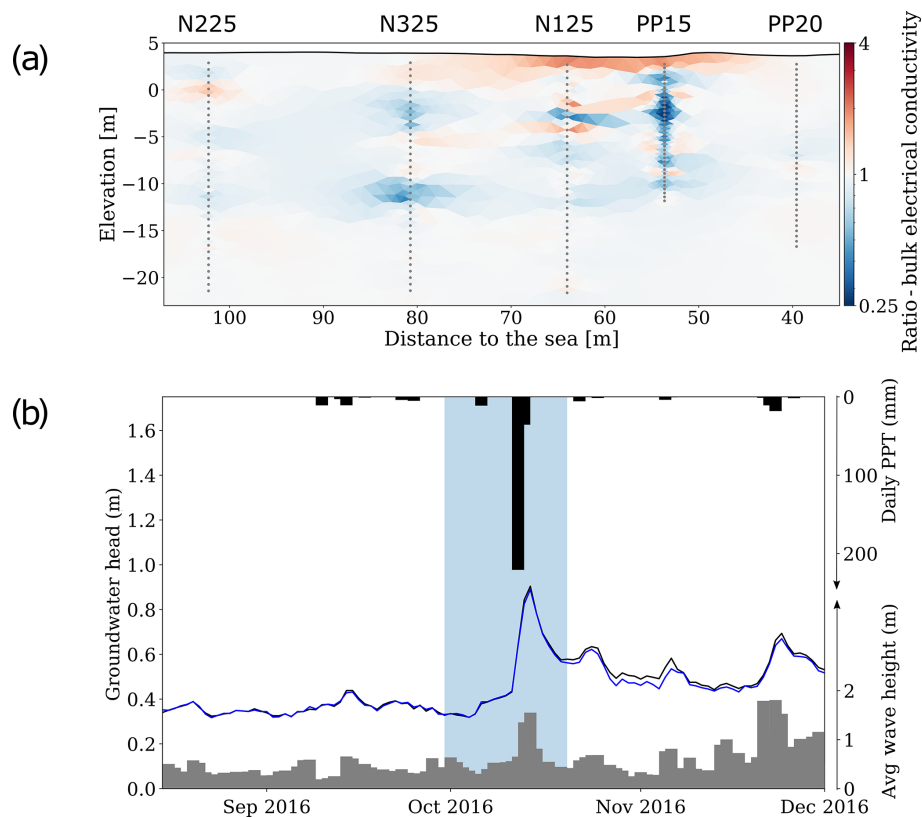 (a)
N225 N325 N125 PP15 PP20
5
0
−5
−10
−15
−20
Elevation [m]
100 90 80 70 60 50 40
Distance to the sea [m]
4
1
0.25
Ratio - bulk electrical conductivity
(b)
1.6
1.4
1.2
1.0
0.8
0.6
0.4
0.2
0.0
Groundwater head (m)
0
100
200
Daily PPT (mm)
2
1
0
Avg wave height (m)
Sep 2016 Oct 2016 Nov 2016 Dec 2016